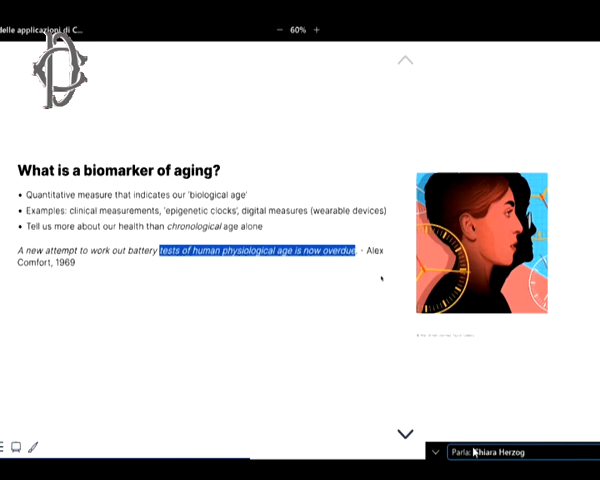 delle applicazioni di C...
− 60% +
What is a biomarker of aging?
• Quantitative measure that indicates our 'biological age'
• Examples: clinical measurements, 'epigenetic clocks', digital measures (wearable devices)
• Tell us more about our health than chronological age alone
A new attempt to work out battery tests of human physiological age is now overdue. - Alex
Comfort, 1969
Parla: Chiara Herzog